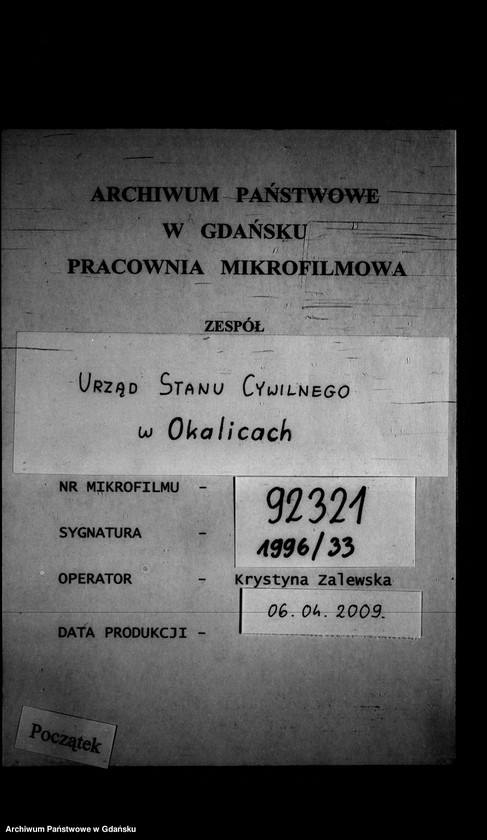 ARCHIWUM PAŃSTWOWE
W GDAŃSKU
PRACOWNIA MIKROFILMOWA
ZESPÓŁ
URZĄD STANU CYWILNEGO
w Okalicach
NR MIKROFILMU - 92321
SYGNATURA - 1996/33
OPERATOR - Krystyna Zalewska
DATA PRODUKCJI - 06.04.2009.
Początek
Archiwum Państwowe w Gdańsku